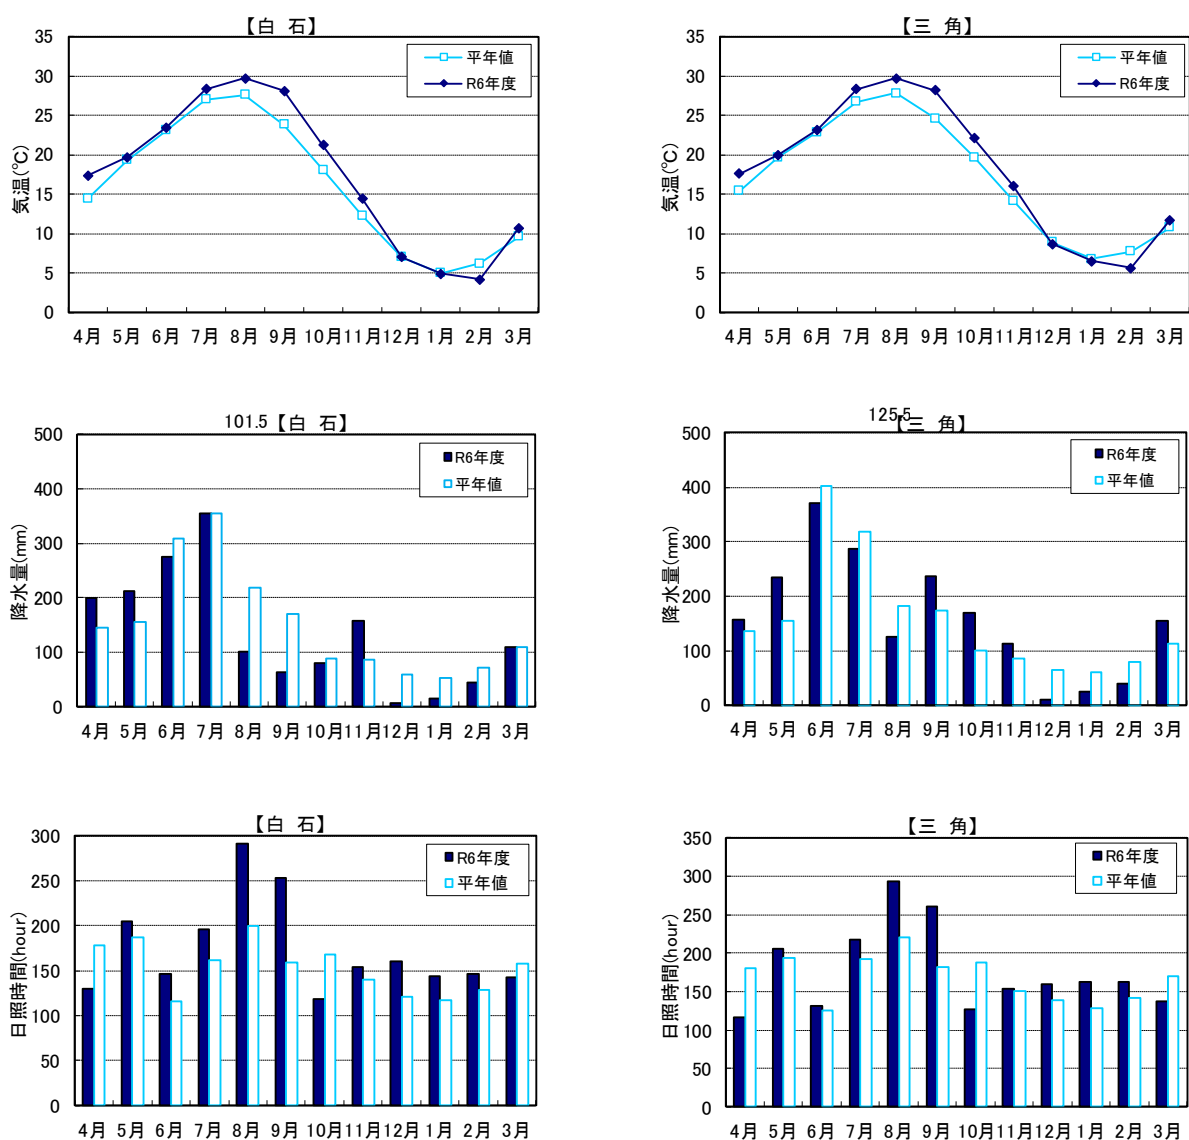 【白 石】
35
30
25
20
15
10
5
0
気温(℃)
平年値
R6年度
4月 5月 6月 7月 8月 9月 10月 11月 12月 1月 2月 3月
【三 角】
35
30
25
20
15
10
5
0
気温(℃)
平年値
R6年度
4月 5月 6月 7月 8月 9月 10月 11月 12月 1月 2月 3月
101.5【白 石】
500
400
300
200
100
0
降水量(mm)
R6年度
平年値
4月 5月 6月 7月 8月 9月 10月 11月 12月 1月 2月 3月
125.5
【三 角】
500
400
300
200
100
0
降水量(mm)
R6年度
平年値
4月 5月 6月 7月 8月 9月 10月 11月 12月 1月 2月 3月
【白 石】
300
250
200
150
100
50
0
日照時間(hour)
R6年度
平年値
4月 5月 6月 7月 8月 9月 10月 11月 12月 1月 2月 3月
【三 角】
350
300
250
200
150
100
50
0
日照時間(hour)
R6年度
平年値
4月 5月 6月 7月 8月 9月 10月 11月 12月 1月 2月 3月